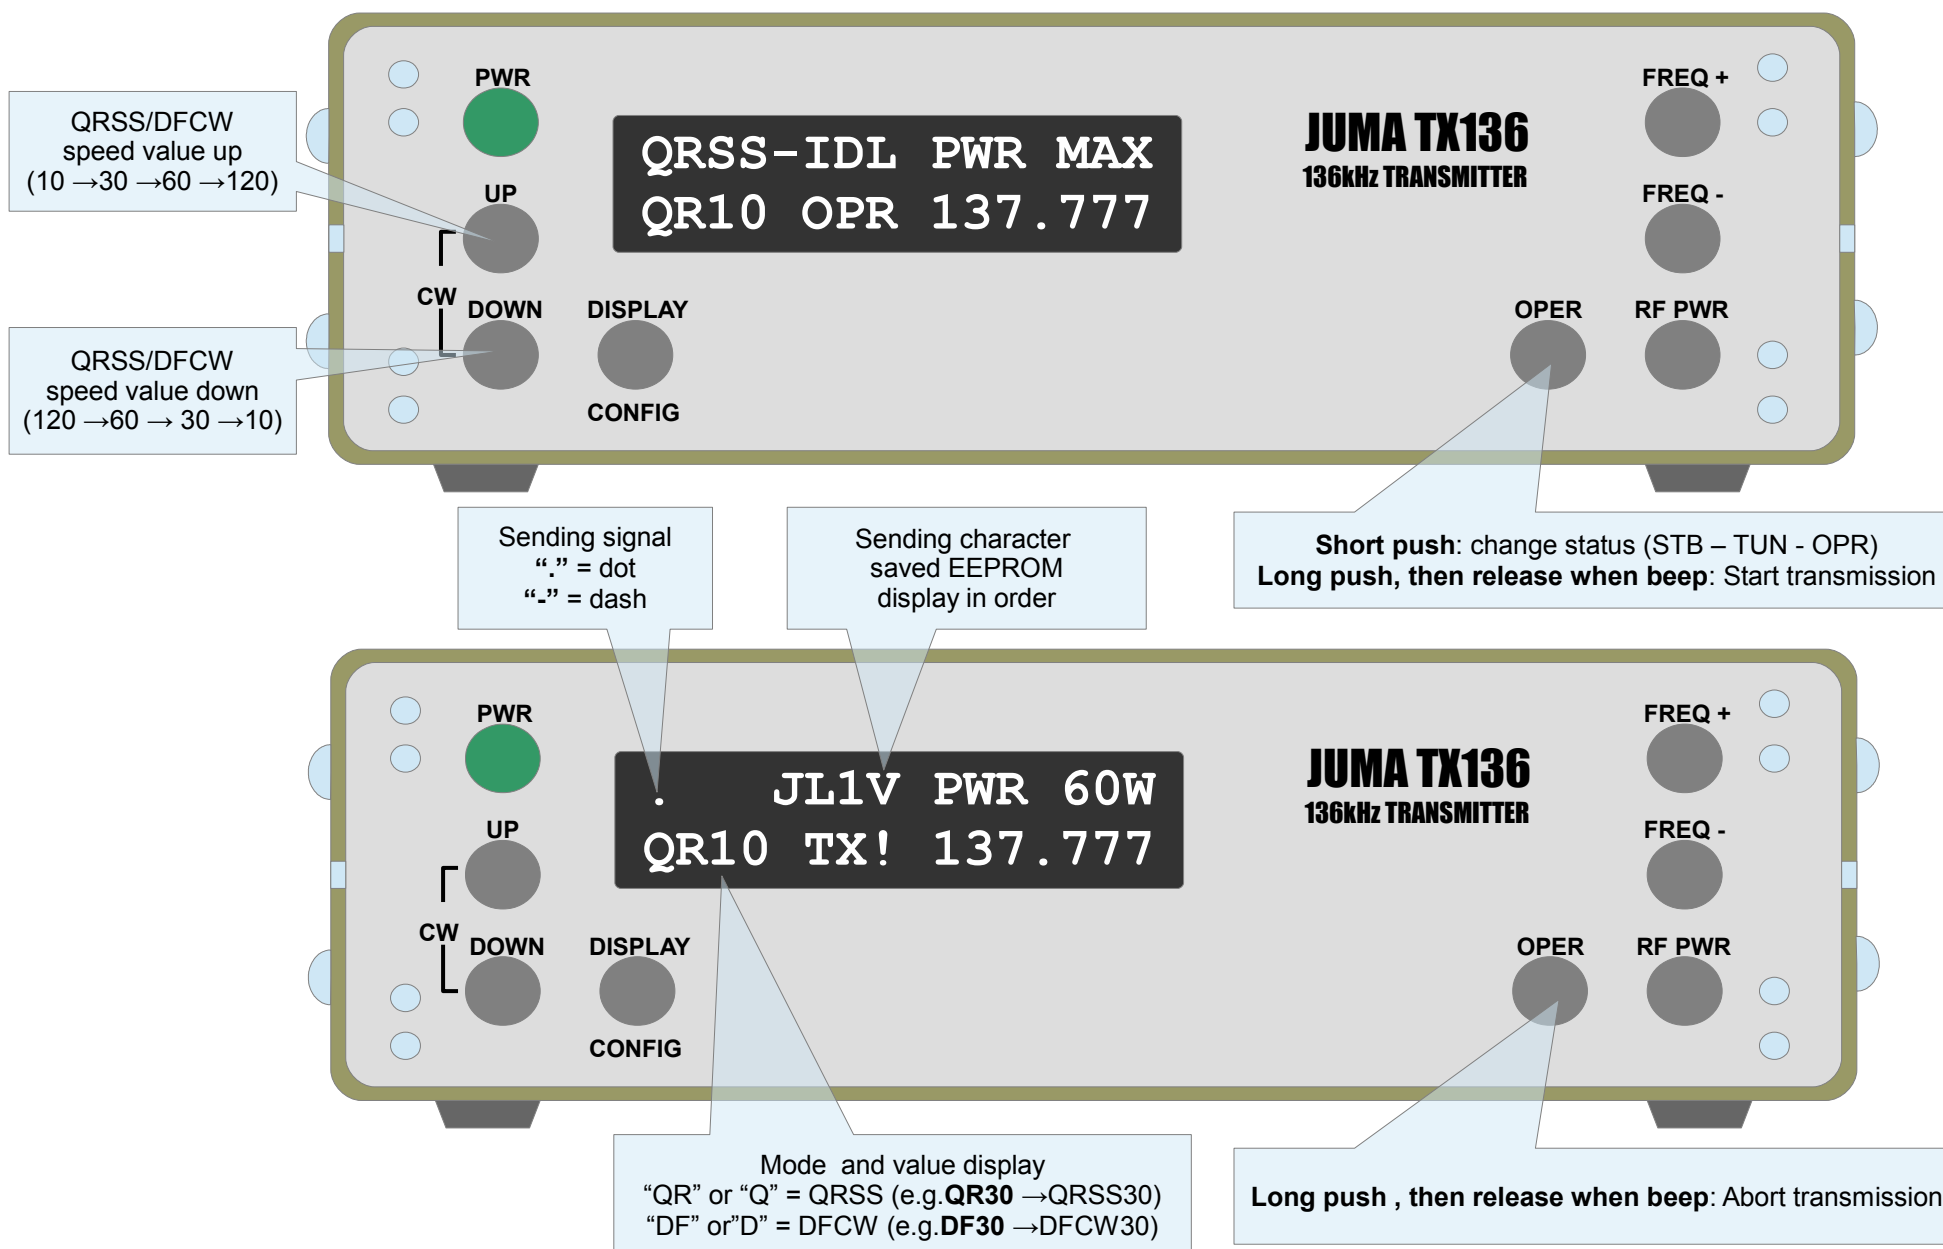 PWR
FREQ +
QRSS/DFCW
speed value up
(10 →30 →60 →120)
QRSS-IDL PWR MAX
QR10 OPR 137.777
JUMA TX136
136kHz TRANSMITTER
UP
FREQ -
CW
DOWN
DISPLAY
OPER
RF PWR
QRSS/DFCW
speed value down
(120 →60 → 30 →10)
CONFIG
Sending signal
“.” = dot
“-” = dash
Sending character
saved EEPROM
display in order
Short push: change status (STB – TUN - OPR)
Long push, then release when beep: Start transmission
PWR
FREQ +
. JL1V PWR 60W
QR10 TX! 137.777
JUMA TX136
136kHz TRANSMITTER
UP
FREQ -
CW
DOWN
DISPLAY
OPER
RF PWR
CONFIG
Mode and value display
“QR” or “Q” = QRSS (e.g.QR30 →QRSS30)
“DF” or”D” = DFCW (e.g.DF30 →DFCW30)
Long push , then release when beep: Abort transmission